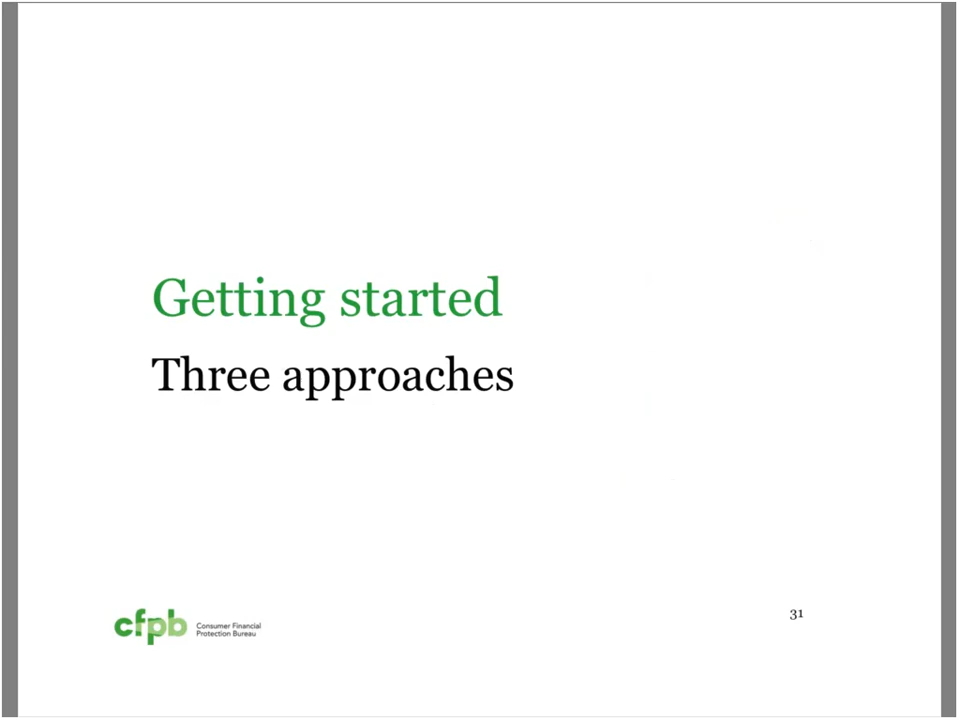 Getting started
Three approaches
31
cfpb
Consumer Financial
Protection Bureau